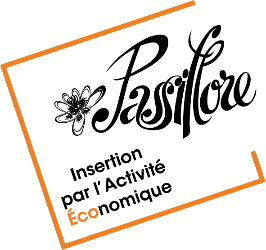 Passiflore
Insertion
par l'Activité
Économique